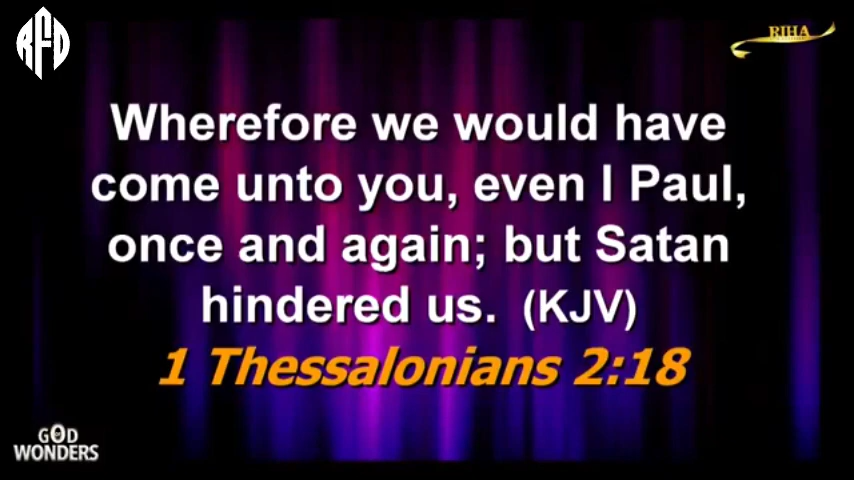 RFD
RIHA
Wherefore we would have
come unto you, even I Paul,
once and again; but Satan
hindered us. (KJV)
1 Thessalonians 2:18
GOD
WONDERS